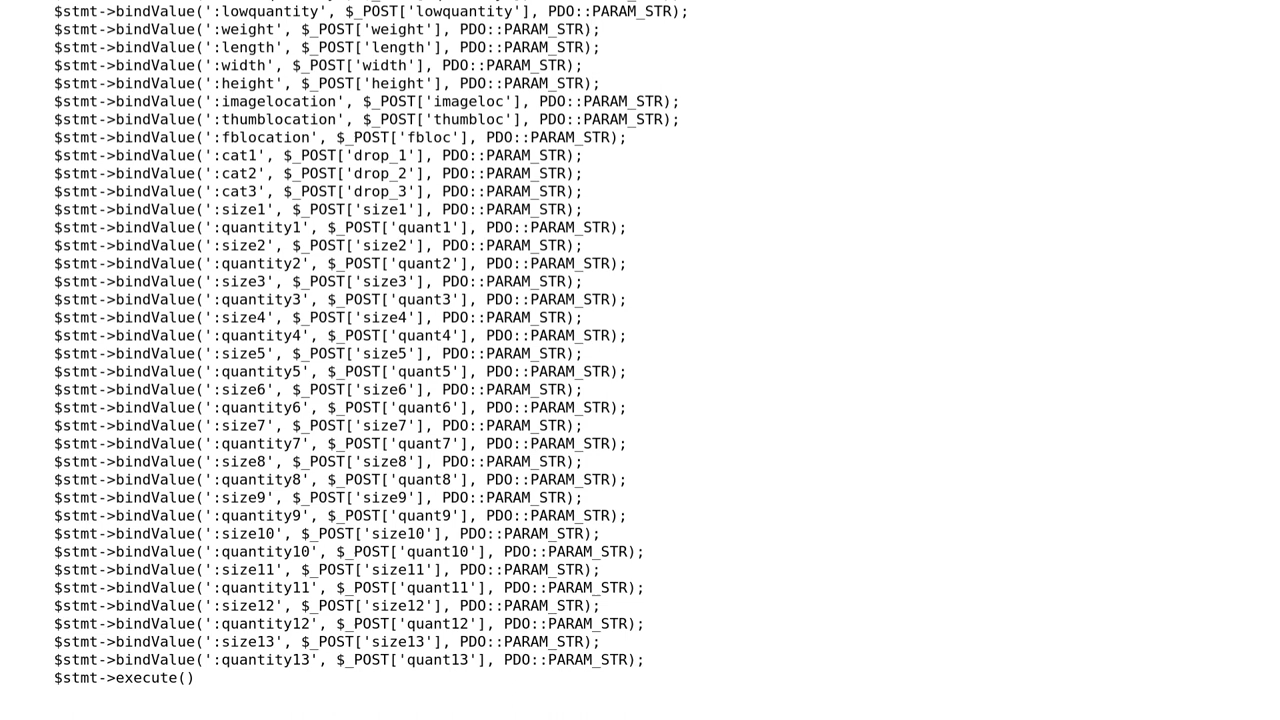 $stmt->bindValue(':lowquantity', $_POST['lowquantity'], PDO::PARAM_STR);
$stmt->bindValue(':weight', $_POST['weight'], PDO::PARAM_STR);
$stmt->bindValue(':length', $_POST['length'], PDO::PARAM_STR);
$stmt->bindValue(':width', $_POST['width'], PDO::PARAM_STR);
$stmt->bindValue(':height', $_POST['height'], PDO::PARAM_STR);
$stmt->bindValue(':imagelocation', $_POST['imageloc'], PDO::PARAM_STR);
$stmt->bindValue(':thumblocation', $_POST['thumbloc'], PDO::PARAM_STR);
$stmt->bindValue(':fblocation', $_POST['fbloc'], PDO::PARAM_STR);
$stmt->bindValue(':cat1', $_POST['drop_1'], PDO::PARAM_STR);
$stmt->bindValue(':cat2', $_POST['drop_2'], PDO::PARAM_STR);
$stmt->bindValue(':cat3', $_POST['drop_3'], PDO::PARAM_STR);
$stmt->bindValue(':size1', $_POST['size1'], PDO::PARAM_STR);
$stmt->bindValue(':quantity1', $_POST['quant1'], PDO::PARAM_STR);
$stmt->bindValue(':size2', $_POST['size2'], PDO::PARAM_STR);
$stmt->bindValue(':quantity2', $_POST['quant2'], PDO::PARAM_STR);
$stmt->bindValue(':size3', $_POST['size3'], PDO::PARAM_STR);
$stmt->bindValue(':quantity3', $_POST['quant3'], PDO::PARAM_STR);
$stmt->bindValue(':size4', $_POST['size4'], PDO::PARAM_STR);
$stmt->bindValue(':quantity4', $_POST['quant4'], PDO::PARAM_STR);
$stmt->bindValue(':size5', $_POST['size5'], PDO::PARAM_STR);
$stmt->bindValue(':quantity5', $_POST['quant5'], PDO::PARAM_STR);
$stmt->bindValue(':size6', $_POST['size6'], PDO::PARAM_STR);
$stmt->bindValue(':quantity6', $_POST['quant6'], PDO::PARAM_STR);
$stmt->bindValue(':size7', $_POST['size7'], PDO::PARAM_STR);
$stmt->bindValue(':quantity7', $_POST['quant7'], PDO::PARAM_STR);
$stmt->bindValue(':size8', $_POST['size8'], PDO::PARAM_STR);
$stmt->bindValue(':quantity8', $_POST['quant8'], PDO::PARAM_STR);
$stmt->bindValue(':size9', $_POST['size9'], PDO::PARAM_STR);
$stmt->bindValue(':quantity9', $_POST['quant9'], PDO::PARAM_STR);
$stmt->bindValue(':size10', $_POST['size10'], PDO::PARAM_STR);
$stmt->bindValue(':quantity10', $_POST['quant10'], PDO::PARAM_STR);
$stmt->bindValue(':size11', $_POST['size11'], PDO::PARAM_STR);
$stmt->bindValue(':quantity11', $_POST['quant11'], PDO::PARAM_STR);
$stmt->bindValue(':size12', $_POST['size12'], PDO::PARAM_STR);
$stmt->bindValue(':quantity12', $_POST['quant12'], PDO::PARAM_STR);
$stmt->bindValue(':size13', $_POST['size13'], PDO::PARAM_STR);
$stmt->bindValue(':quantity13', $_POST['quant13'], PDO::PARAM_STR);
$stmt->execute()